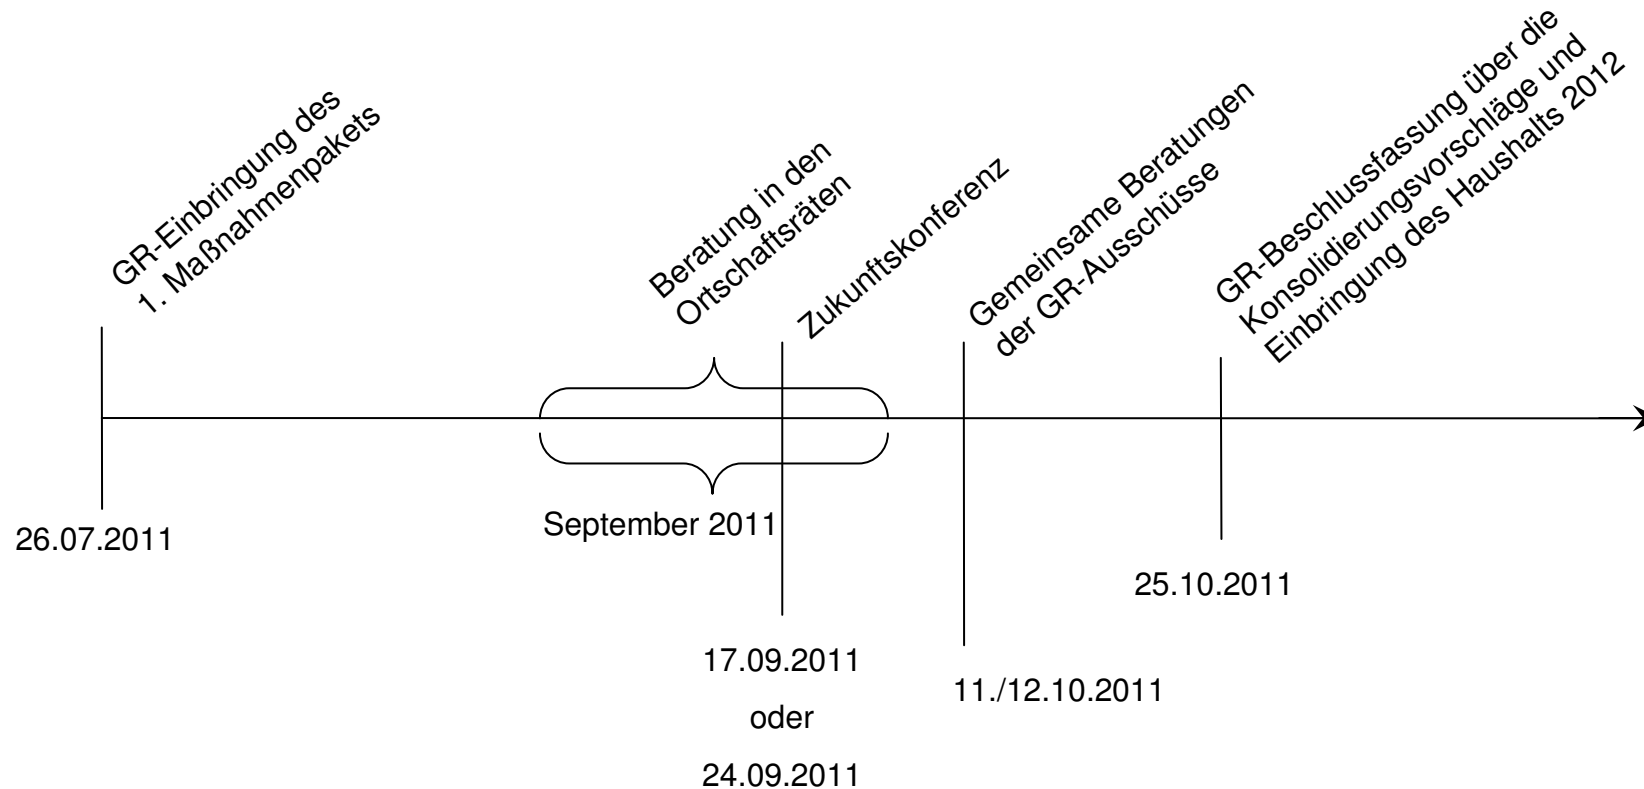 GR-Einbringung des
1. Maßnahmenpakets
Beratung in den
Ortschaftsräten
Zukunftskonferenz
Gemeinsame Beratungen
der GR-Ausschüsse
GR-Beschlussfassung über die
Konsolidierungsvorschläge und
Einbringung des Haushalts 2012
26.07.2011
September 2011
17.09.2011
oder
24.09.2011
11./12.10.2011
25.10.2011